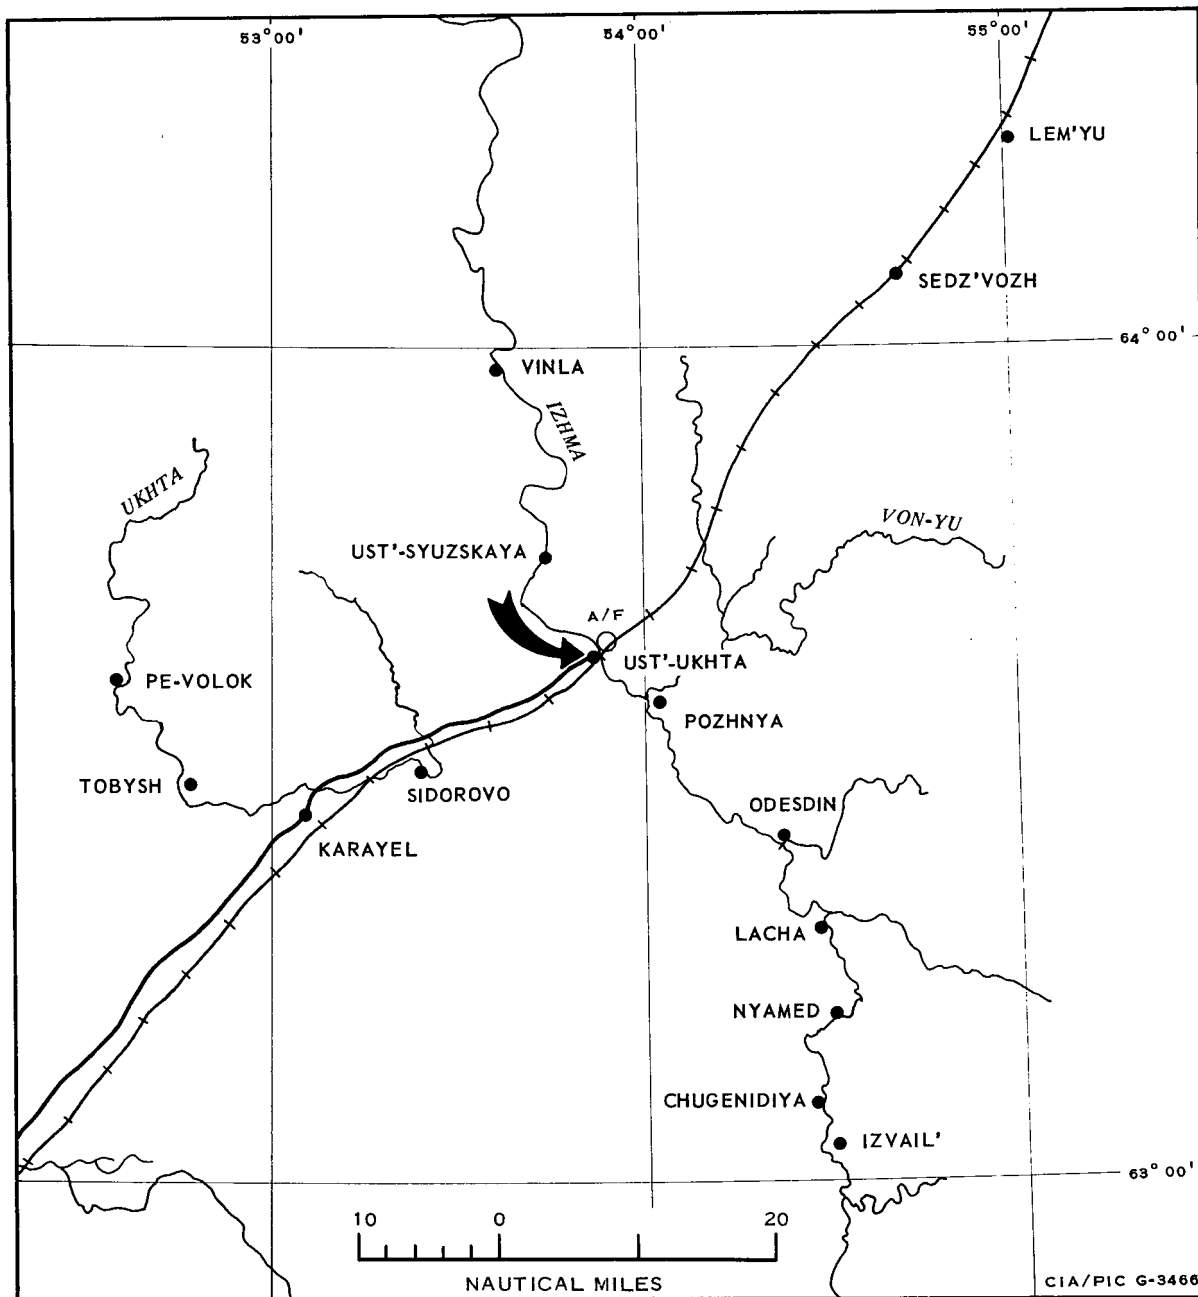 53°00' 54°00' 55°00'
LEM'YU
SEDZ'VOZH
64°00'
VINLA
IZHMA
UKHTA
VON-YU
UST'-SYUZSKAYA
A/F
UST'-UKHTA
PE-VOLOK
POZHNYA
TOBYSH
SIDOROVO
ODESDIN
KARAYEL
LACHA
NYAMED
CHUGENIDIYA
IZVAIL'
63°00'
10 0 20
NAUTICAL MILES
CIA/PIC G-3466